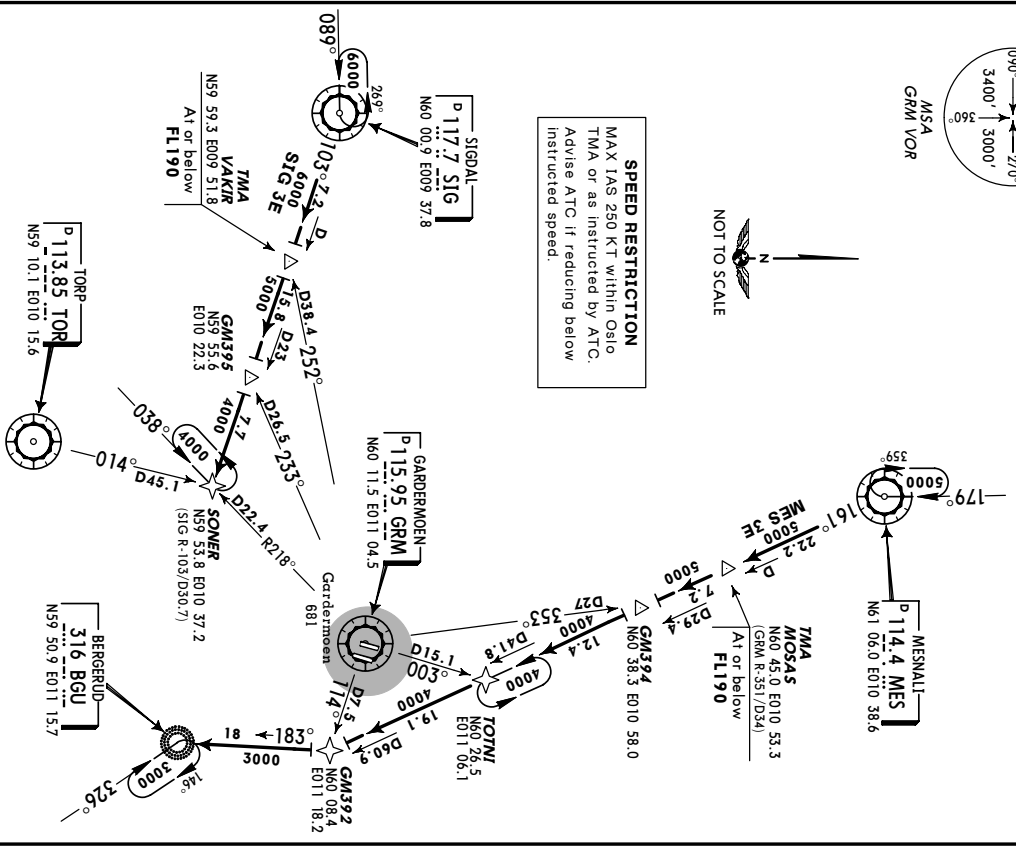 MSA
GRM VOR
090°
270°
360°
3400'
3000'
NOT TO SCALE
N
SPEED RESTRICTION
MAX IAS 250 KT within Oslo
TMA or as instructed by ATC.
Advise ATC if reducing below
instructed speed.
SIGDAL
D 117.7 SIG
N60 00.9 E009 37.8
089°
269°
6000
103°
7.2
D
6000
SIG 3E
TMA
VAKIR
N59 59.3 E009 51.8
At or below
FL190
15.8
D23
5000
D38.4
252°
GM395
N59 55.6
E010 22.3
7.7
4000
D26.5
233°
038°
4000
SONER
N59 53.8 E010 37.2
(SIG R-103/D30.7)
D22.4
R218°
014°
D45.1
TORP
D 113.85 TOR
N59 10.1 E010 15.6
GARDERMOEN
D 115.95 GRM
N60 11.5 E011 04.5
Gardermoen
681
MESNALI
D 114.4 MES
N61 06.0 E010 38.6
179°
359°
5000
161°
22.2
D
5000
MES 3E
TMA
MOSAS
N60 45.0 E010 53.3
(GRM R-351/D34)
At or below
FL190
7.2
D29.4
5000
GM394
N60 38.3 E010 58.0
D27
353°
12.4
D41.8
4000
D15.1
003°
4000
TOTNI
N60 26.5
E011 06.1
19.1
D60.9
4000
D7.5
114°
GM392
N60 08.4
E011 18.2
183°
18
3000
BERGERUD
316 BGU
N59 50.9 E011 15.7
3000
146°
326°